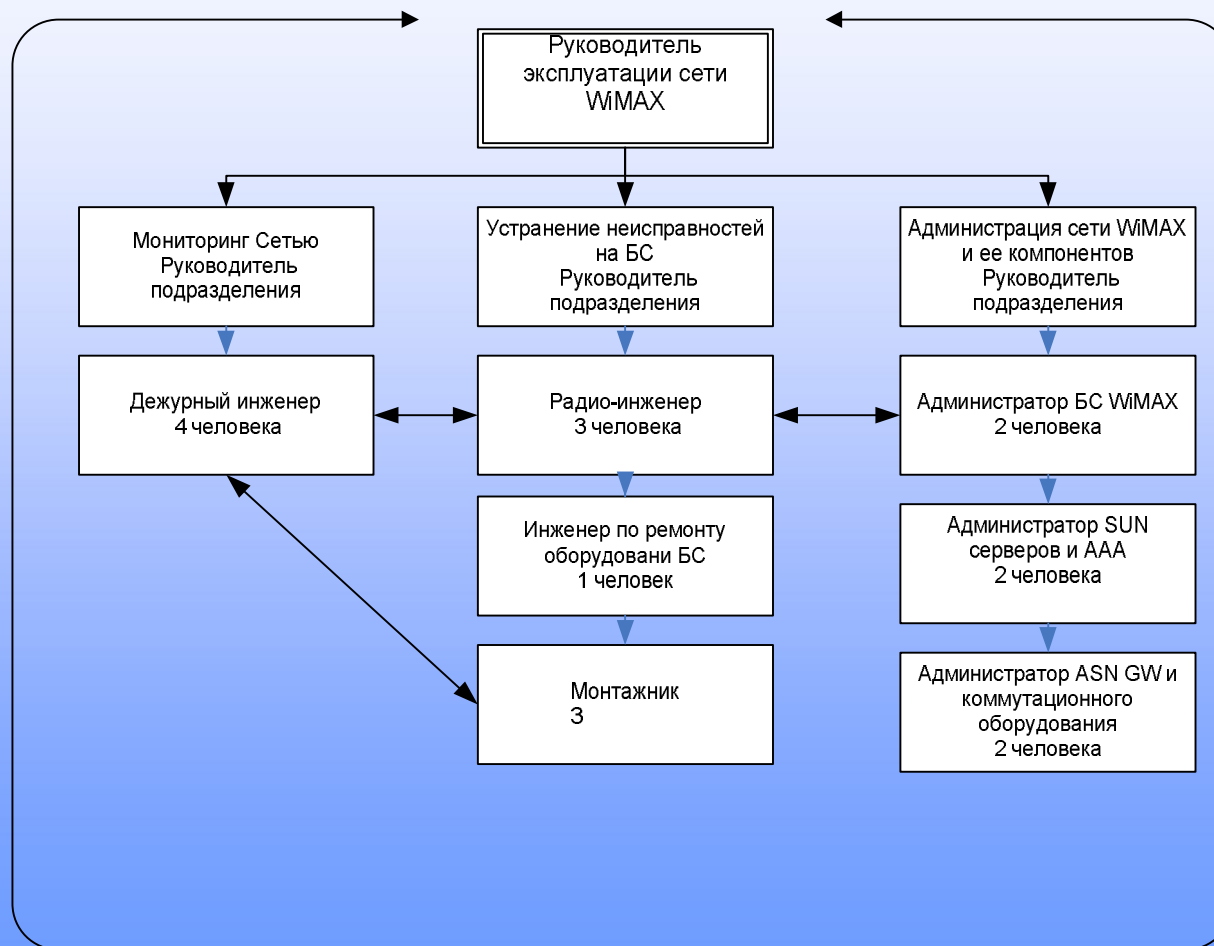 Руководитель
эксплуатации сети
WiMAX
Мониторинг Сетью
Руководитель
подразделения
Устранение неисправностей
на БС
Руководитель
подразделения
Администрация сети WiMAX
и ее компонентов
Руководитель
подразделения
Дежурный инженер
4 человека
Радио-инженер
3 человека
Администратор БС WiMAX
2 человека
Инженер по ремонту
оборудовани БС
1 человек
Администратор SUN
серверов и ААА
2 человека
Монтажник
3
Администратор ASN GW и
коммутационного
оборудования
2 человека